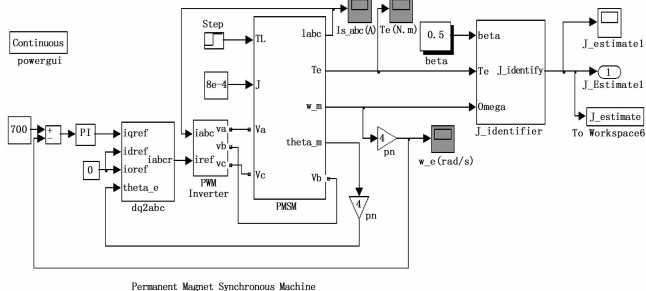 Continuous
powergui
Step
TL
8e-4
J
Iabc
Te
w_m
theta_m
Vb
Va
Vc
PMSM
Is_abc(A)
Te(N.m)
0.5
beta
beta
Te
Omega
J_identify
J_identifier
J_estimate1
1
J_Estimate1
J_estimate
To Workspace6
700
+
−
PI
0
iqref
idref
ioref
theta_e
iabcr
dq2abc
iabc
iref
va
vb
vc
PWM
Inverter
4
pn
w_e(rad/s)
4
pn
Permanent Magnet Synchronous Machine